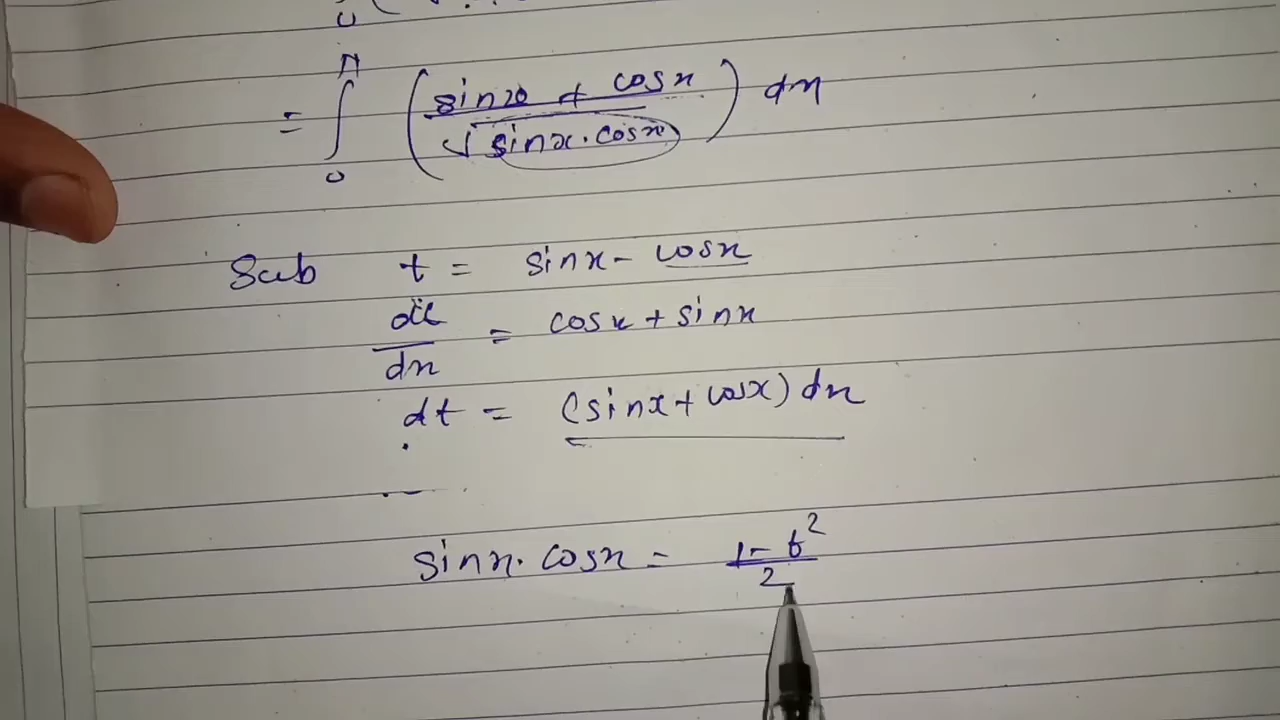 = ∫₀^π ( (sinx + cosx) / √(sinx · cosx) ) dx
Sub t = sinx - cosx
dt/dx = cosx + sinx
dt = (sinx + cosx) dx
sinx · cosx = (1 - t²)/2